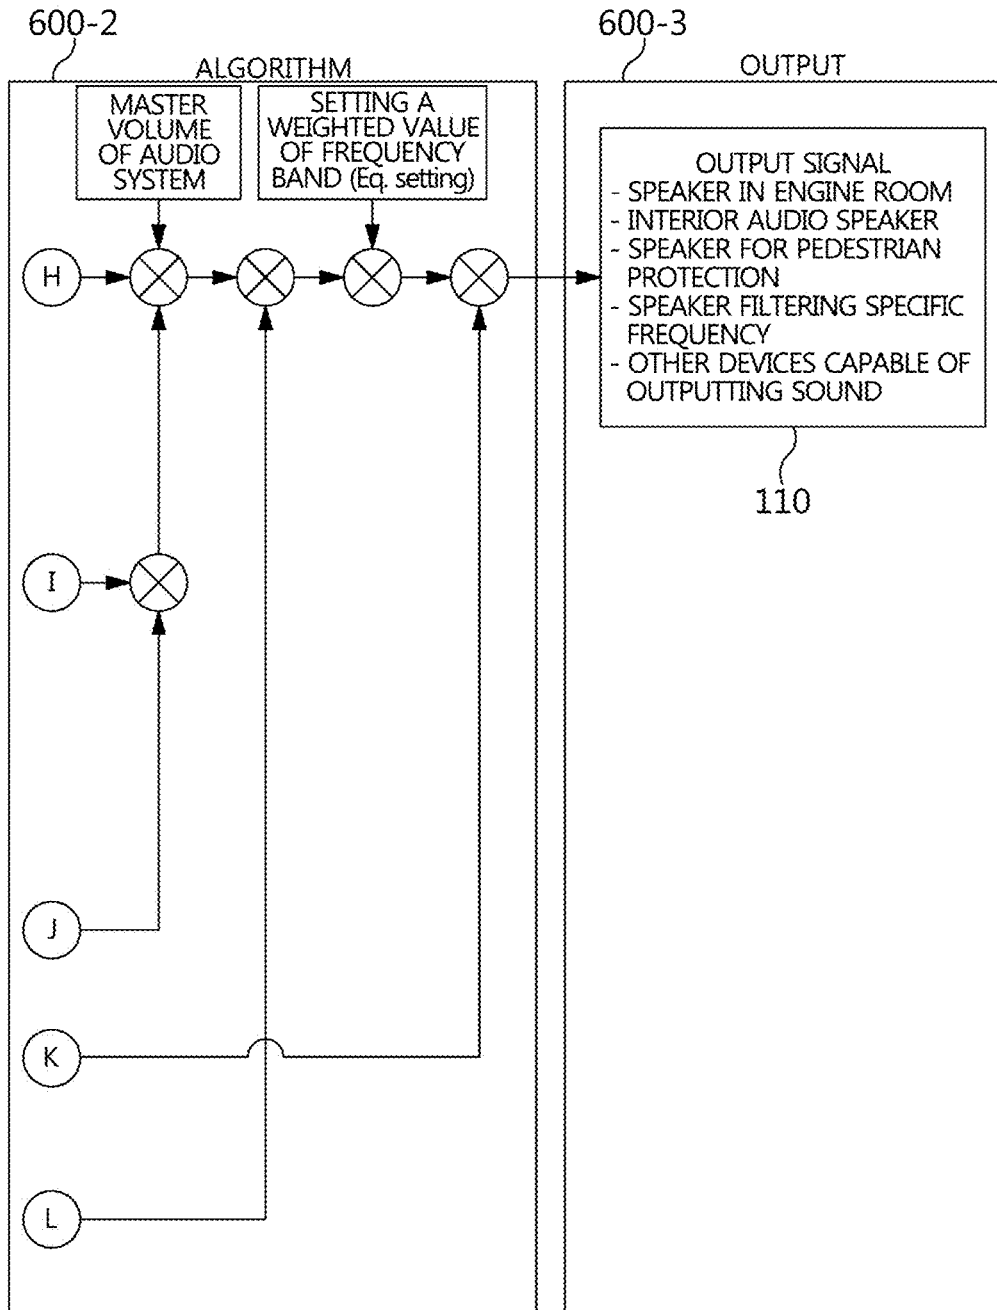 600-2
600-3
ALGORITHM
OUTPUT
MASTER
VOLUME
OF AUDIO
SYSTEM
SETTING A
WEIGHTED VALUE
OF FREQUENCY
BAND (Eq. setting)
OUTPUT SIGNAL
- SPEAKER IN ENGINE ROOM
- INTERIOR AUDIO SPEAKER
- SPEAKER FOR PEDESTRIAN
PROTECTION
- SPEAKER FILTERING SPECIFIC
FREQUENCY
- OTHER DEVICES CAPABLE OF
OUTPUTTING SOUND
110
H
I
J
K
L